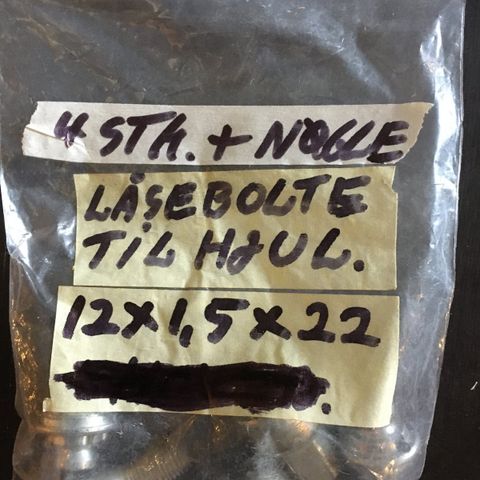 4 STK. + NØGLE
LÅSEBOLTE
TIL HJUL.
12x1,5x22